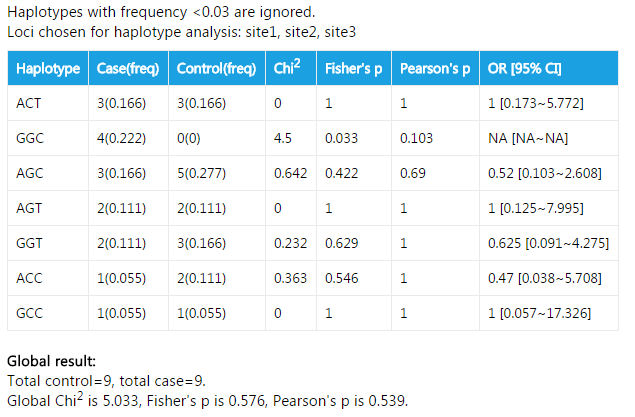 Haplotypes with frequency <0.03 are ignored.
Loci chosen for haplotype analysis: site1, site2, site3
Haplotype Case(freq) Control(freq) Chi2 Fisher's p Pearson's p OR [95% CI]
ACT 3(0.166) 3(0.166) 0 1 1 1 [0.173~5.772]
GGC 4(0.222) 0(0) 4.5 0.033 0.103 NA [NA~NA]
AGC 3(0.166) 5(0.277) 0.642 0.422 0.69 0.52 [0.103~2.608]
AGT 2(0.111) 2(0.111) 0 1 1 1 [0.125~7.995]
GGT 2(0.111) 3(0.166) 0.232 0.629 1 0.625 [0.091~4.275]
ACC 1(0.055) 2(0.111) 0.363 0.546 1 0.47 [0.038~5.708]
GCC 1(0.055) 1(0.055) 0 1 1 1 [0.057~17.326]
Global result:
Total control=9, total case=9.
Global Chi2 is 5.033, Fisher's p is 0.576, Pearson's p is 0.539.